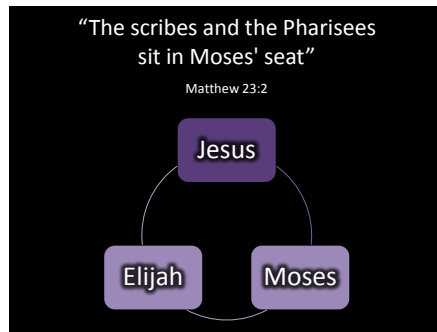 “The scribes and the Pharisees
sit in Moses' seat”
Matthew 23:2
Jesus
Elijah
Moses